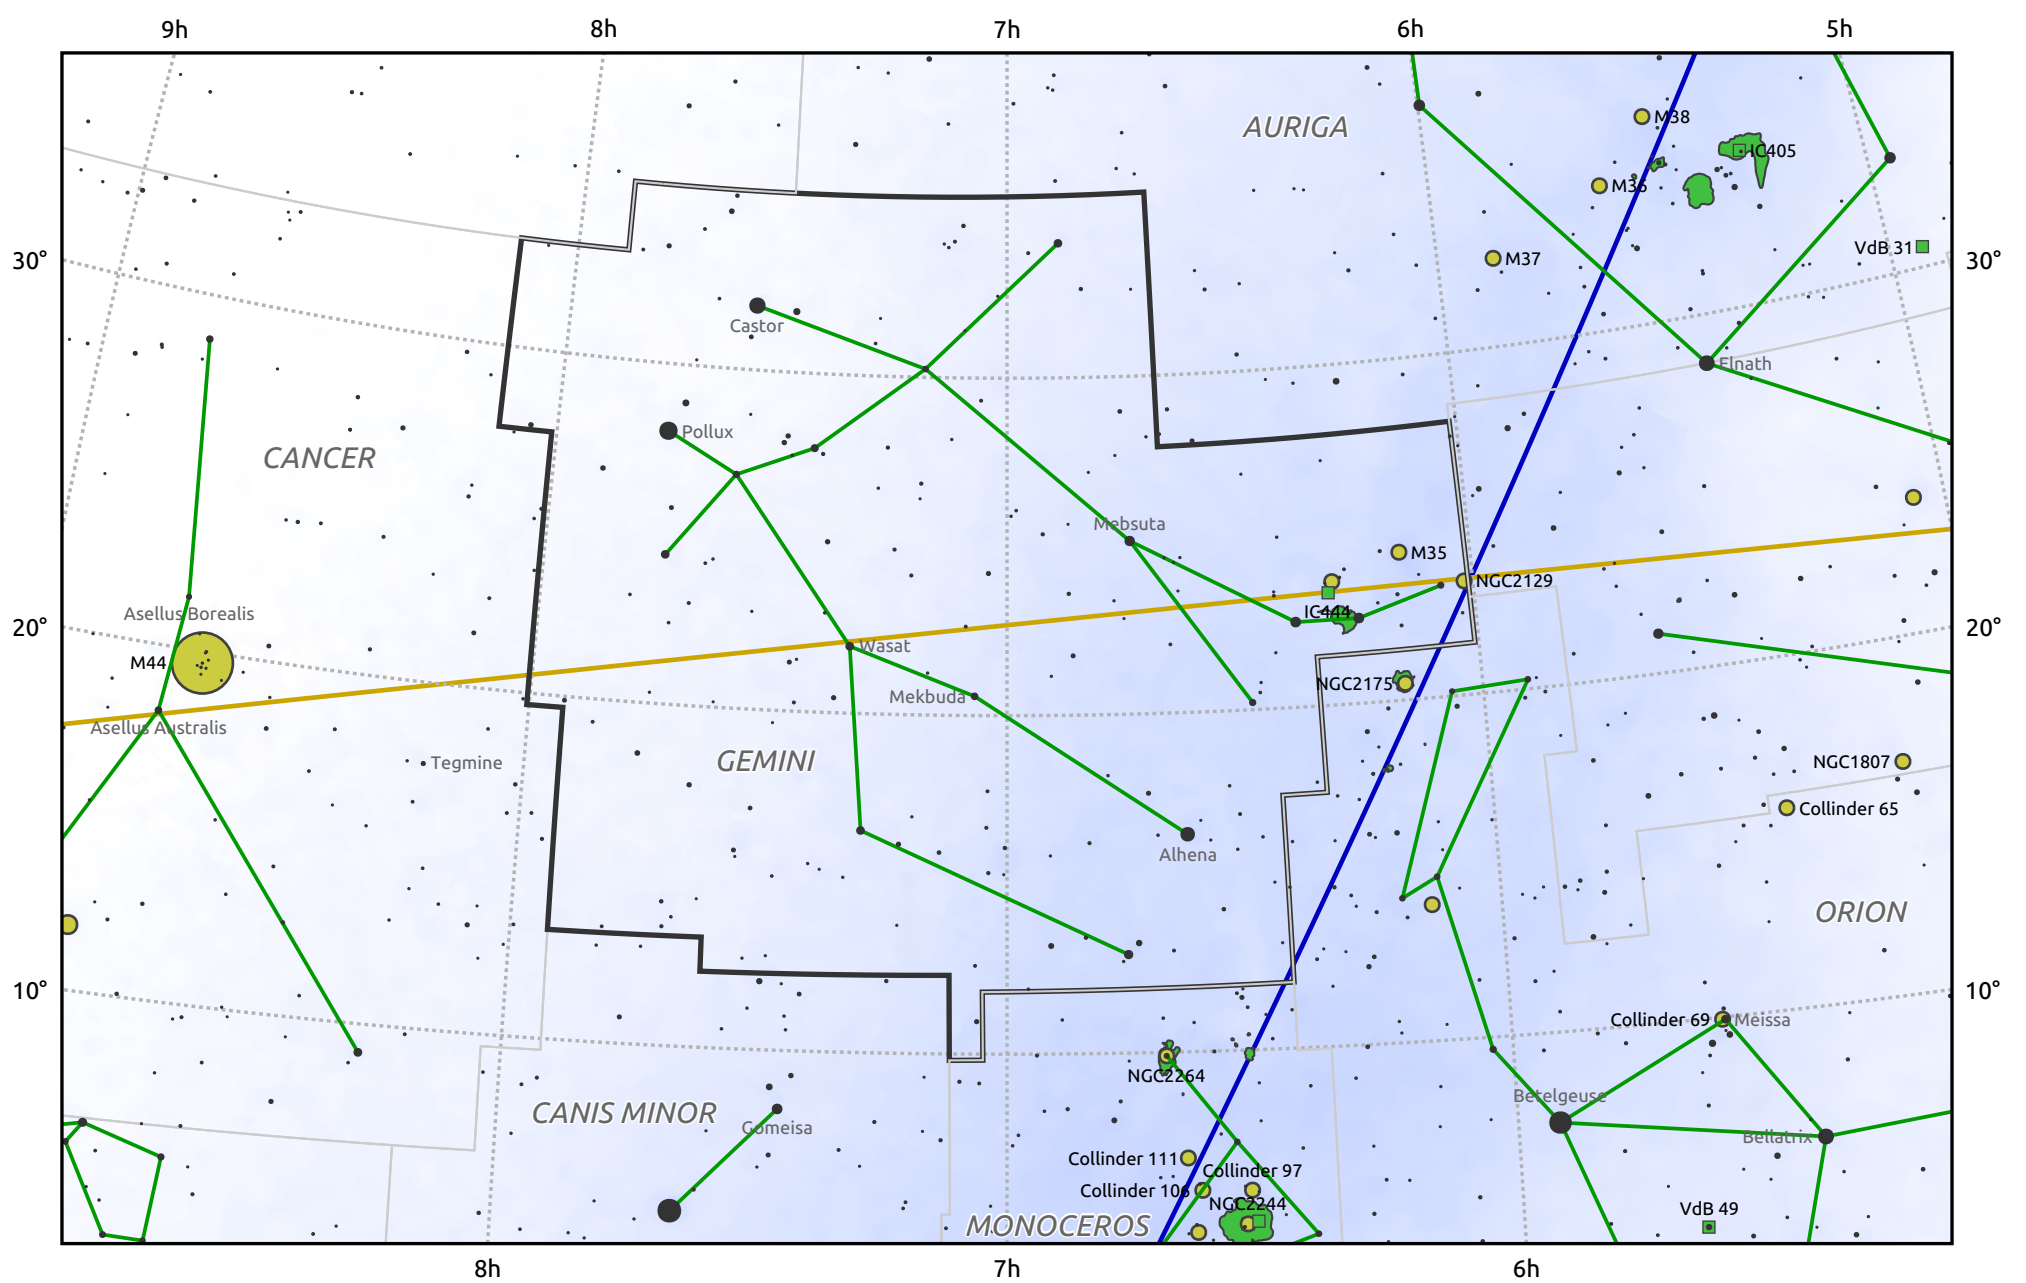 9h 8h 7h 6h 5h
AURIGA
M38
IC405
M36
VdB 31
30°
M37
30°
Castor
Elnath
Pollux
CANCER
Mebsuta
M35
NGC2129
Asellus Borealis
IC444
20°
20°
Wasat
M44
NGC2175
Mekbuda
Asellus Australis
Tegmine
GEMINI
NGC1807
Collinder 65
Alhena
ORION
10°
10°
Collinder 69
Meissa
NGC2264
Betelgeuse
CANIS MINOR
Gomeisa
Bellatrix
Collinder 111
Collinder 97
Collinder 106
NGC2244
VdB 49
MONOCEROS
8h 7h 6h